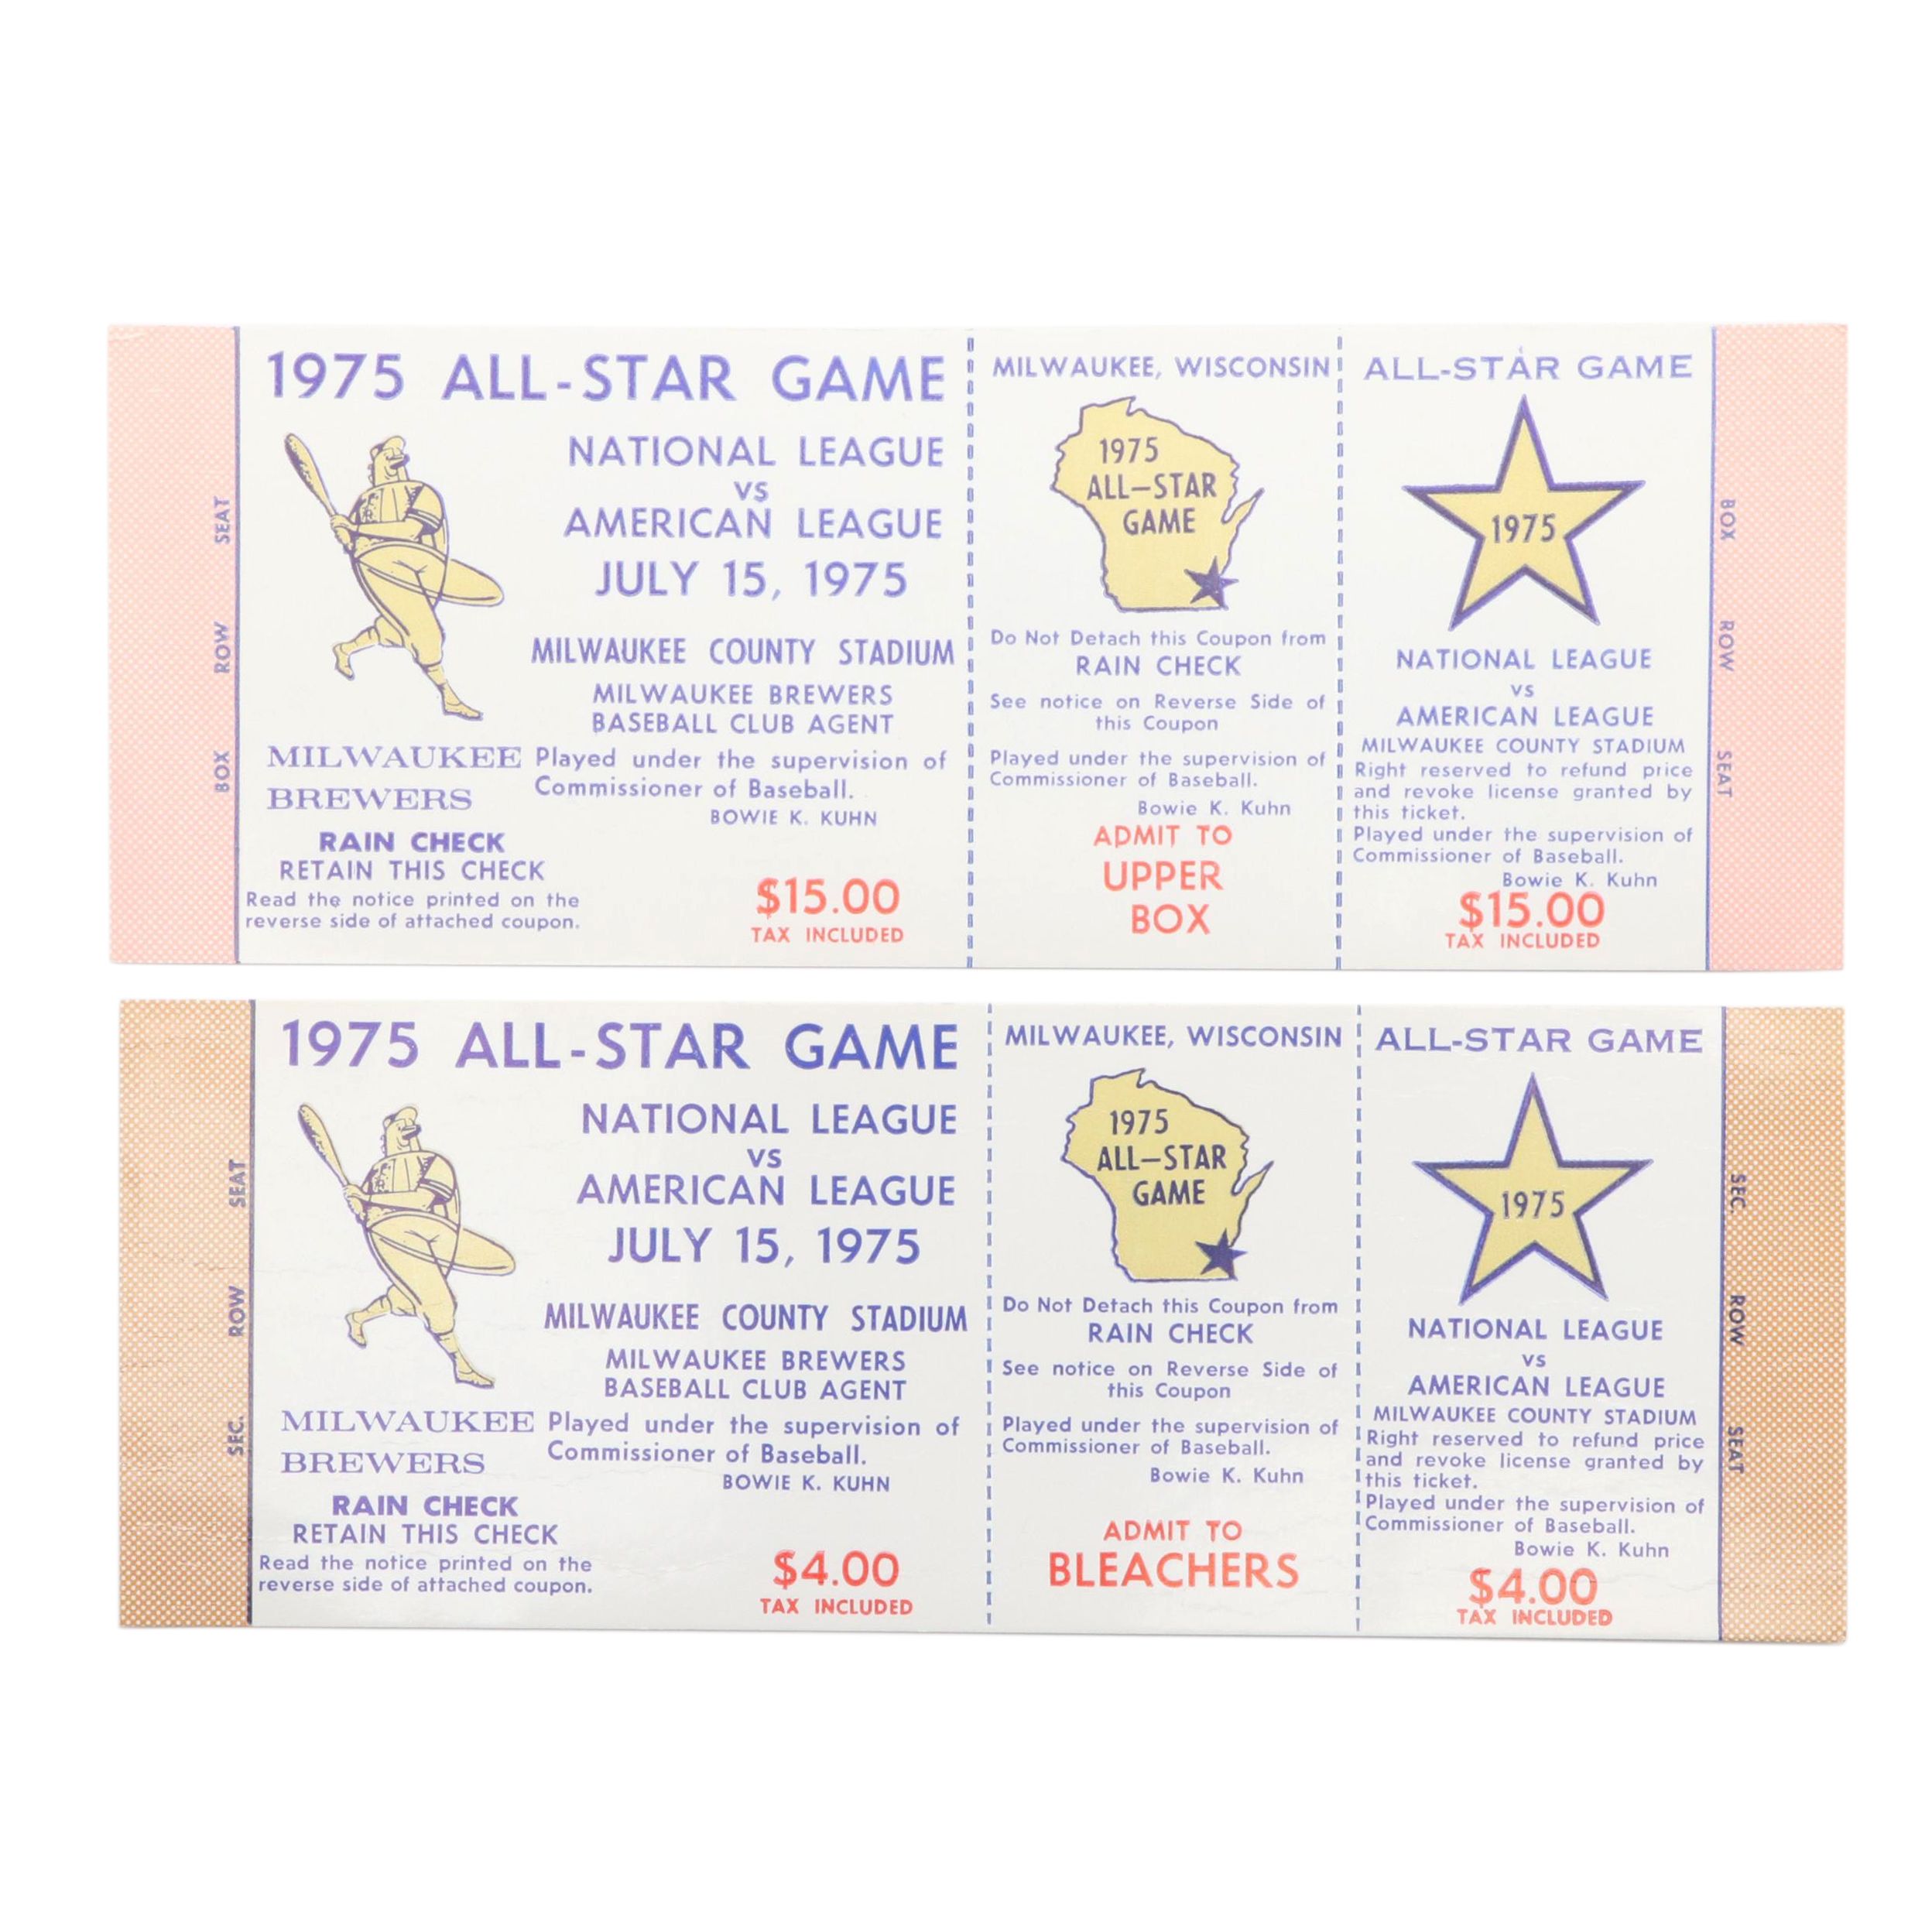 SEAT
ROW
BOX
1975 ALL-STAR GAME
NATIONAL LEAGUE
VS
AMERICAN LEAGUE
JULY 15, 1975
MILWAUKEE COUNTY STADIUM
MILWAUKEE BREWERS
BASEBALL CLUB AGENT
MILWAUKEE
BREWERS
Played under the supervision of
Commissioner of Baseball.
BOWIE K. KUHN
RAIN CHECK
RETAIN THIS CHECK
Read the notice printed on the
reverse side of attached coupon.
$15.00
TAX INCLUDED
MILWAUKEE, WISCONSIN
1975
ALL-STAR
GAME
Do Not Detach this Coupon from
RAIN CHECK
See notice on Reverse Side of
this Coupon
Played under the supervision of
Commissioner of Baseball.
Bowie K. Kuhn
ADMIT TO
UPPER
BOX
ALL-STAR GAME
1975
NATIONAL LEAGUE
VS
AMERICAN LEAGUE
MILWAUKEE COUNTY STADIUM
Right reserved to refund price
and revoke license granted by
this ticket.
Played under the supervision of
Commissioner of Baseball.
Bowie K. Kuhn
$15.00
TAX INCLUDED
BOX
ROW
SEAT
SEAT
ROW
SEC.
1975 ALL-STAR GAME
NATIONAL LEAGUE
VS
AMERICAN LEAGUE
JULY 15, 1975
MILWAUKEE COUNTY STADIUM
MILWAUKEE BREWERS
BASEBALL CLUB AGENT
MILWAUKEE
BREWERS
Played under the supervision of
Commissioner of Baseball.
BOWIE K. KUHN
RAIN CHECK
RETAIN THIS CHECK
Read the notice printed on the
reverse side of attached coupon.
$4.00
TAX INCLUDED
MILWAUKEE, WISCONSIN
1975
ALL-STAR
GAME
Do Not Detach this Coupon from
RAIN CHECK
See notice on Reverse Side of
this Coupon
Played under the supervision of
Commissioner of Baseball.
Bowie K. Kuhn
ADMIT TO
BLEACHERS
ALL-STAR GAME
1975
NATIONAL LEAGUE
VS
AMERICAN LEAGUE
MILWAUKEE COUNTY STADIUM
Right reserved to refund price
and revoke license granted by
this ticket.
Played under the supervision of
Commissioner of Baseball.
Bowie K. Kuhn
$4.00
TAX INCLUDED
SEC.
ROW
SEAT